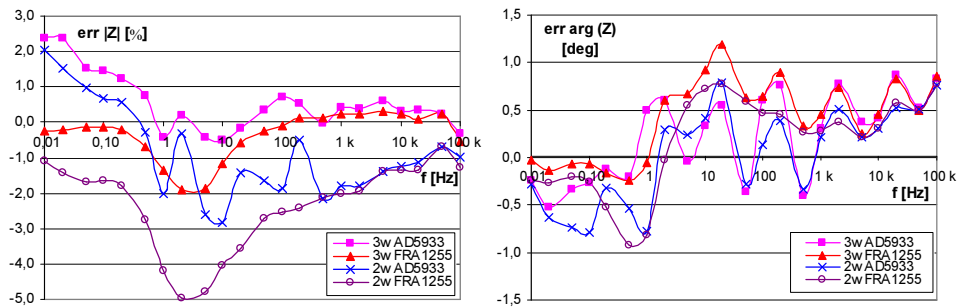 err |Z| [%]
3,0
2,0
1,0
0,0
-1,0
-2,0
-3,0
-4,0
-5,0
0,01 0,10 1 10 100 1 k 10 k 100 k
f [Hz]
3w AD5933
3w FRA1255
2w AD5933
2w FRA1255
err arg (Z)
[deg]
1,5
1,0
0,5
0,0
-0,5
-1,0
-1,5
0,01 0,10 1 10 100 1 k 10 k 100 k
f [Hz]
3w AD5933
3w FRA1255
2w AD5933
2w FRA1255